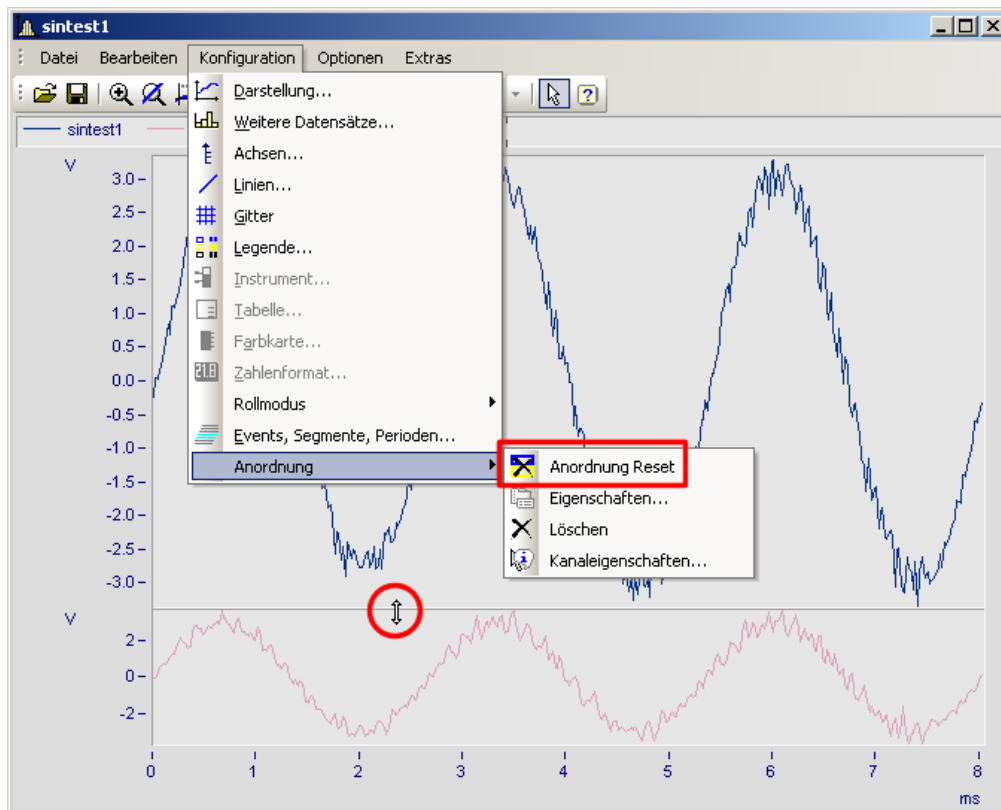 sintest1
Datei Bearbeiten Konfiguration Optionen Extras
sintest1
Darstellung...
Weitere Datensätze...
Achsen...
Linien...
Gitter
Legende...
Instrument...
Tabelle...
Farbkarte...
21.8 Zahlenformat...
Rollmodus
Events, Segmente, Perioden...
Anordnung
Anordnung Reset
Eigenschaften...
Löschen
Kanaleigenschaften...
V
3.0
2.5
2.0
1.5
1.0
0.5
0.0
-0.5
-1.0
-1.5
-2.0
-2.5
-3.0
V
2
0
-2
0 1 2 3 4 5 6 7 8
ms